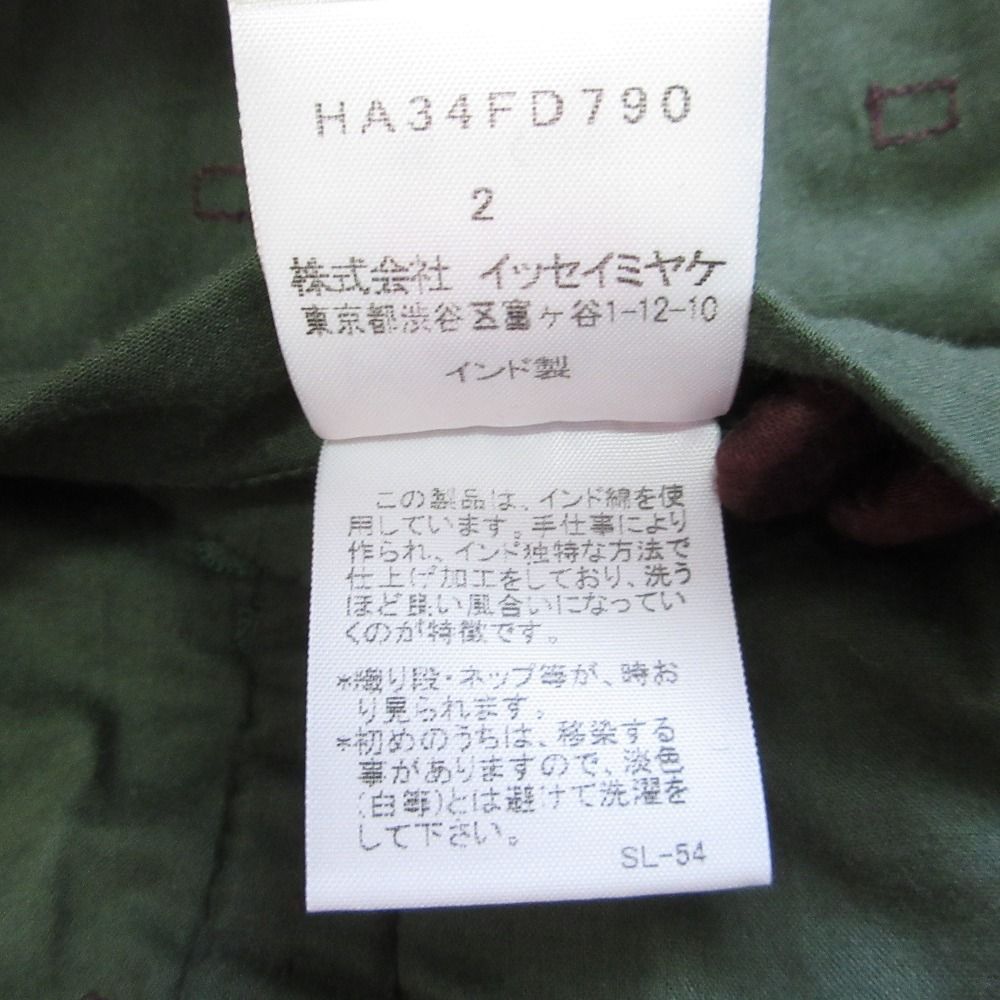 HA34FD790
2
株式会社 イッセイミヤケ
東京都渋谷区富ヶ谷1-12-10
インド製
この製品は、インド綿を使
用しています。手仕事により
作られ、インド独特な方法で
仕上げ加工をしており、洗う
ほど良い風合いになってい
くのが特徴です。
*織り段・ネップ等が、時お
り見られます。
*初めのうちは、移染する
事がありますので、淡色
(白等)とは避けて洗濯を
して下さい。
SL-54